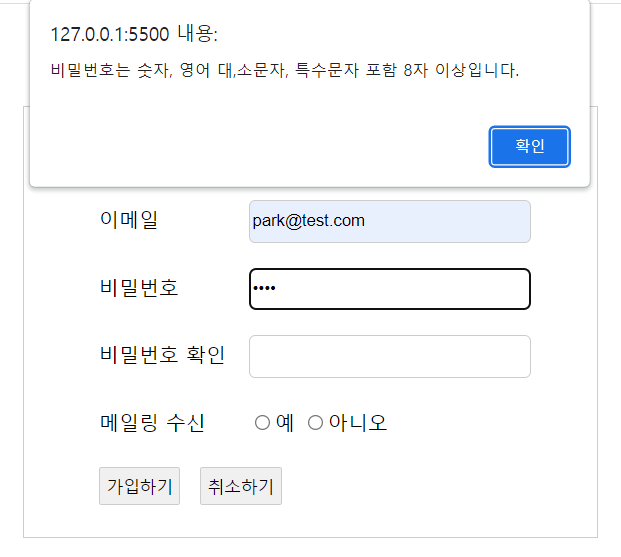 127.0.0.1:5500 내용:
비밀번호는 숫자, 영어 대,소문자, 특수문자 포함 8자 이상입니다.
확인
이메일 park@test.com
비밀번호 ••••
비밀번호 확인
메일링 수신 예 아니오
가입하기 취소하기